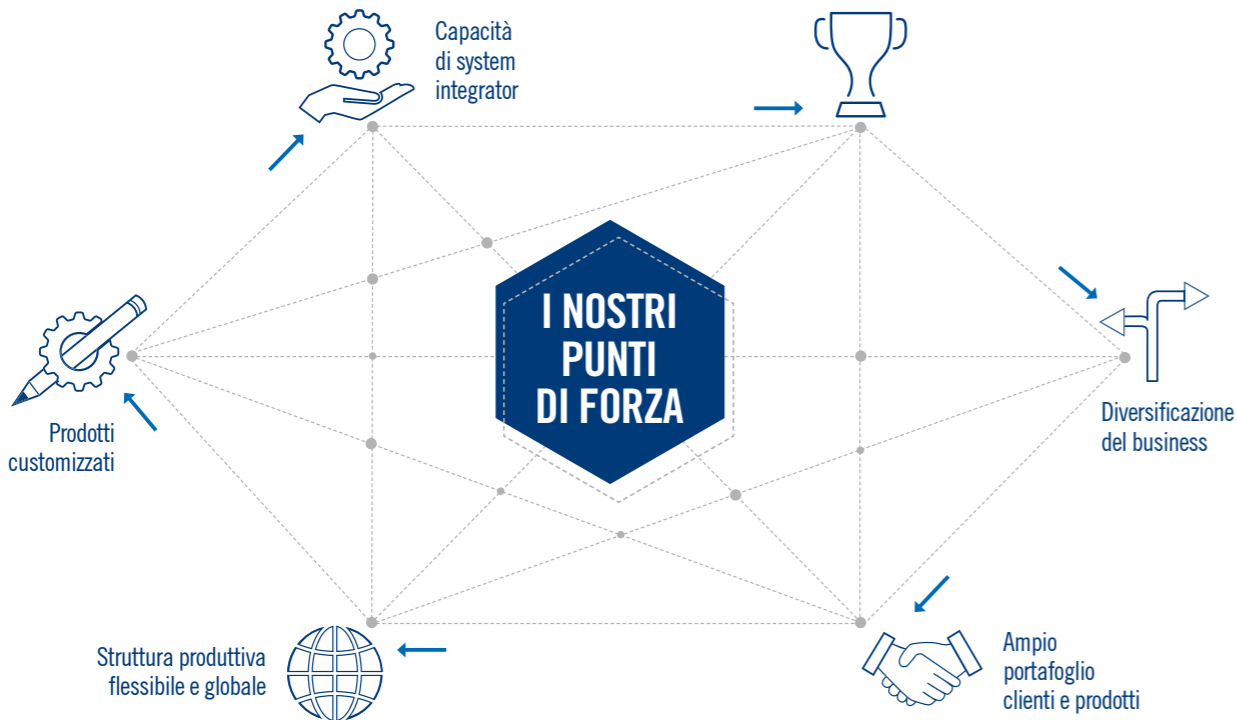 Capacità
di system
integrator
I NOSTRI
PUNTI
DI FORZA
Diversificazione
del business
Prodotti
customizzati
Struttura produttiva
flessibile e globale
Ampio
portafoglio
clienti e prodotti